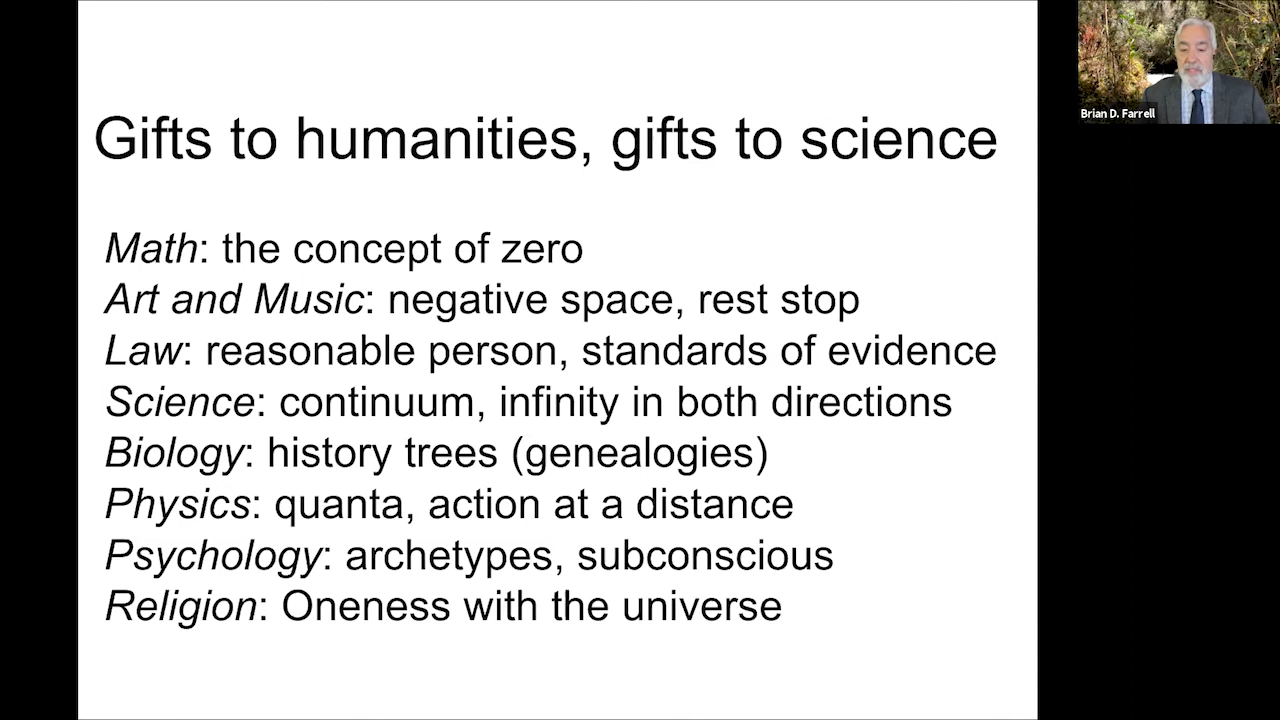 Gifts to humanities, gifts to science
Math: the concept of zero
Art and Music: negative space, rest stop
Law: reasonable person, standards of evidence
Science: continuum, infinity in both directions
Biology: history trees (genealogies)
Physics: quanta, action at a distance
Psychology: archetypes, subconscious
Religion: Oneness with the universe
Brian D. Farrell